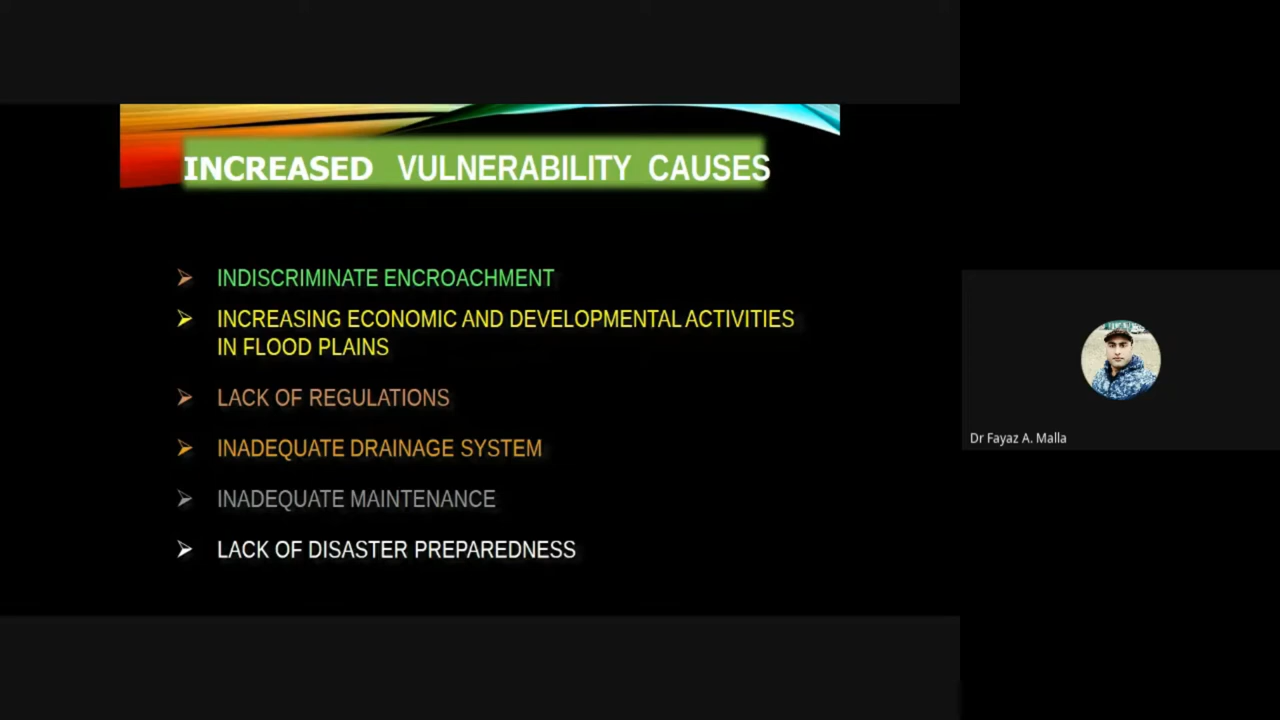 INCREASED VULNERABILITY CAUSES
INDISCRIMINATE ENCROACHMENT
INCREASING ECONOMIC AND DEVELOPMENTAL ACTIVITIES
IN FLOOD PLAINS
LACK OF REGULATIONS
INADEQUATE DRAINAGE SYSTEM
INADEQUATE MAINTENANCE
LACK OF DISASTER PREPAREDNESS
Dr Fayaz A. Malla